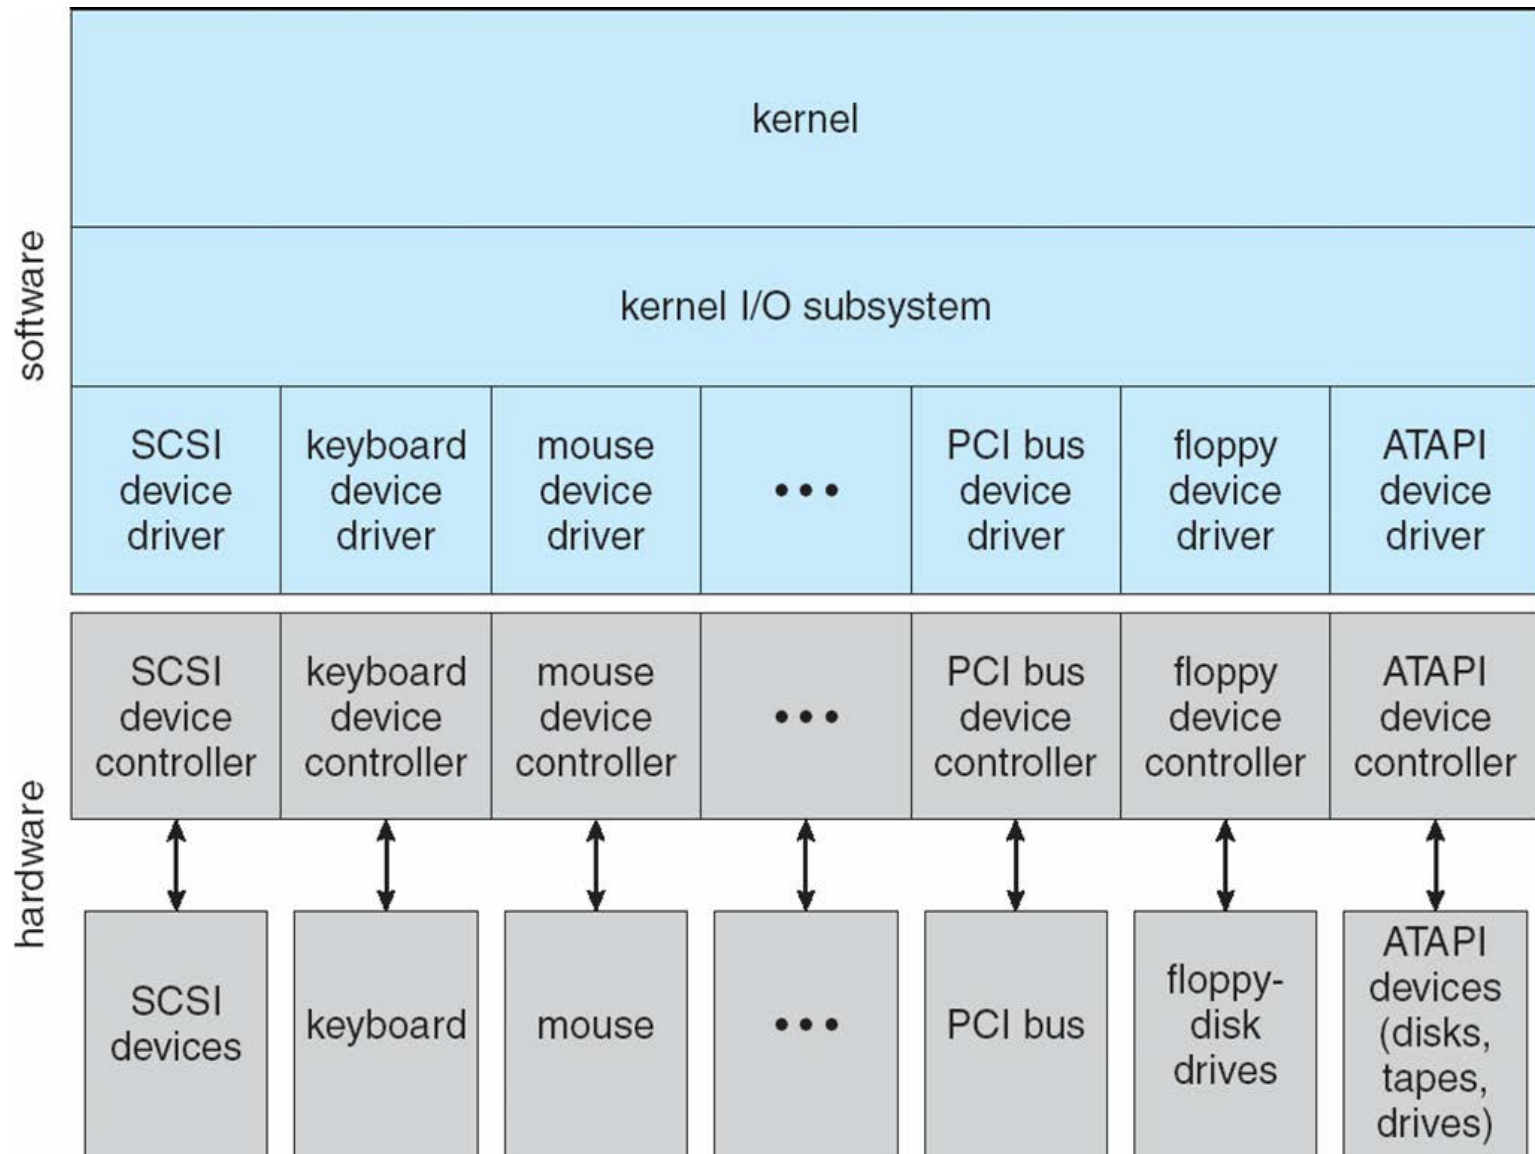 kernel
software
kernel I/O subsystem
SCSI
device
driver
keyboard
device
driver
mouse
device
driver
•••
PCI bus
device
driver
floppy
device
driver
ATAPI
device
driver
hardware
SCSI
device
controller
keyboard
device
controller
mouse
device
controller
•••
PCI bus
device
controller
floppy
device
controller
ATAPI
device
controller
SCSI
devices
keyboard
mouse
•••
PCI bus
floppy-
disk
drives
ATAPI
devices
(disks,
tapes,
drives)